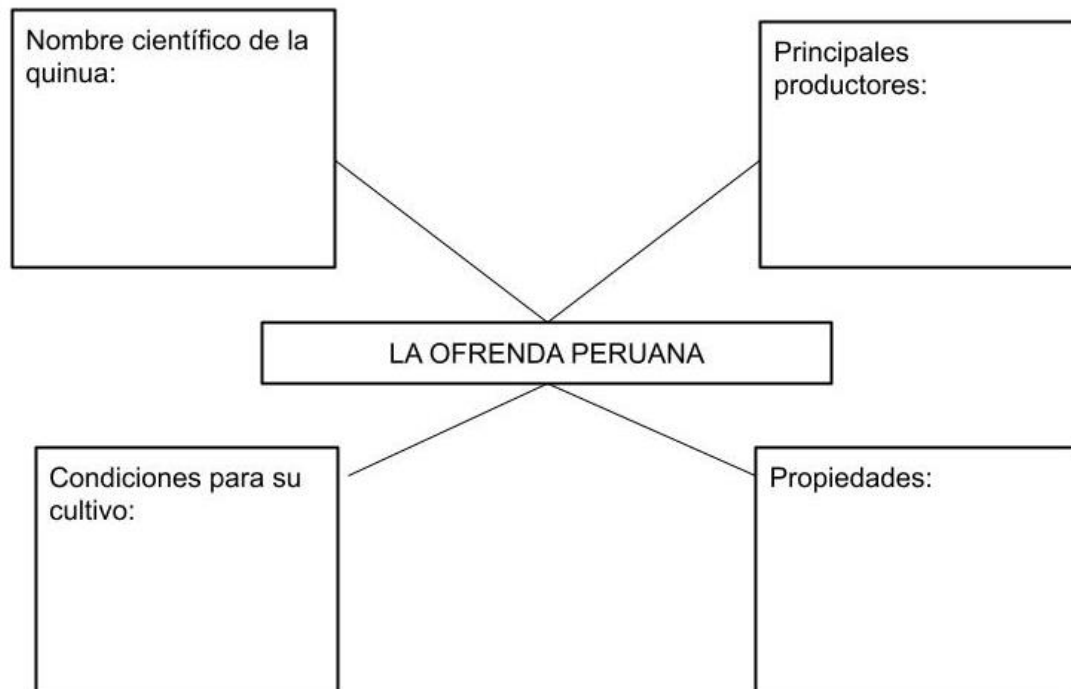 Nombre científico de la
quinua:
Principales
productores:
LA OFRENDA PERUANA
Condiciones para su
cultivo:
Propiedades: